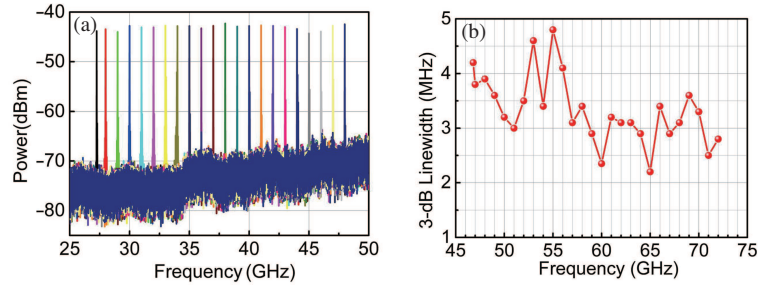 (a)
−40
−50
−60
−70
−80
Power(dBm)
25 30 35 40 45 50
Frequency (GHz)
(b)
5
4
3
2
1
3-dB Linewidth (MHz)
45 50 55 60 65 70 75
Frequency (GHz)